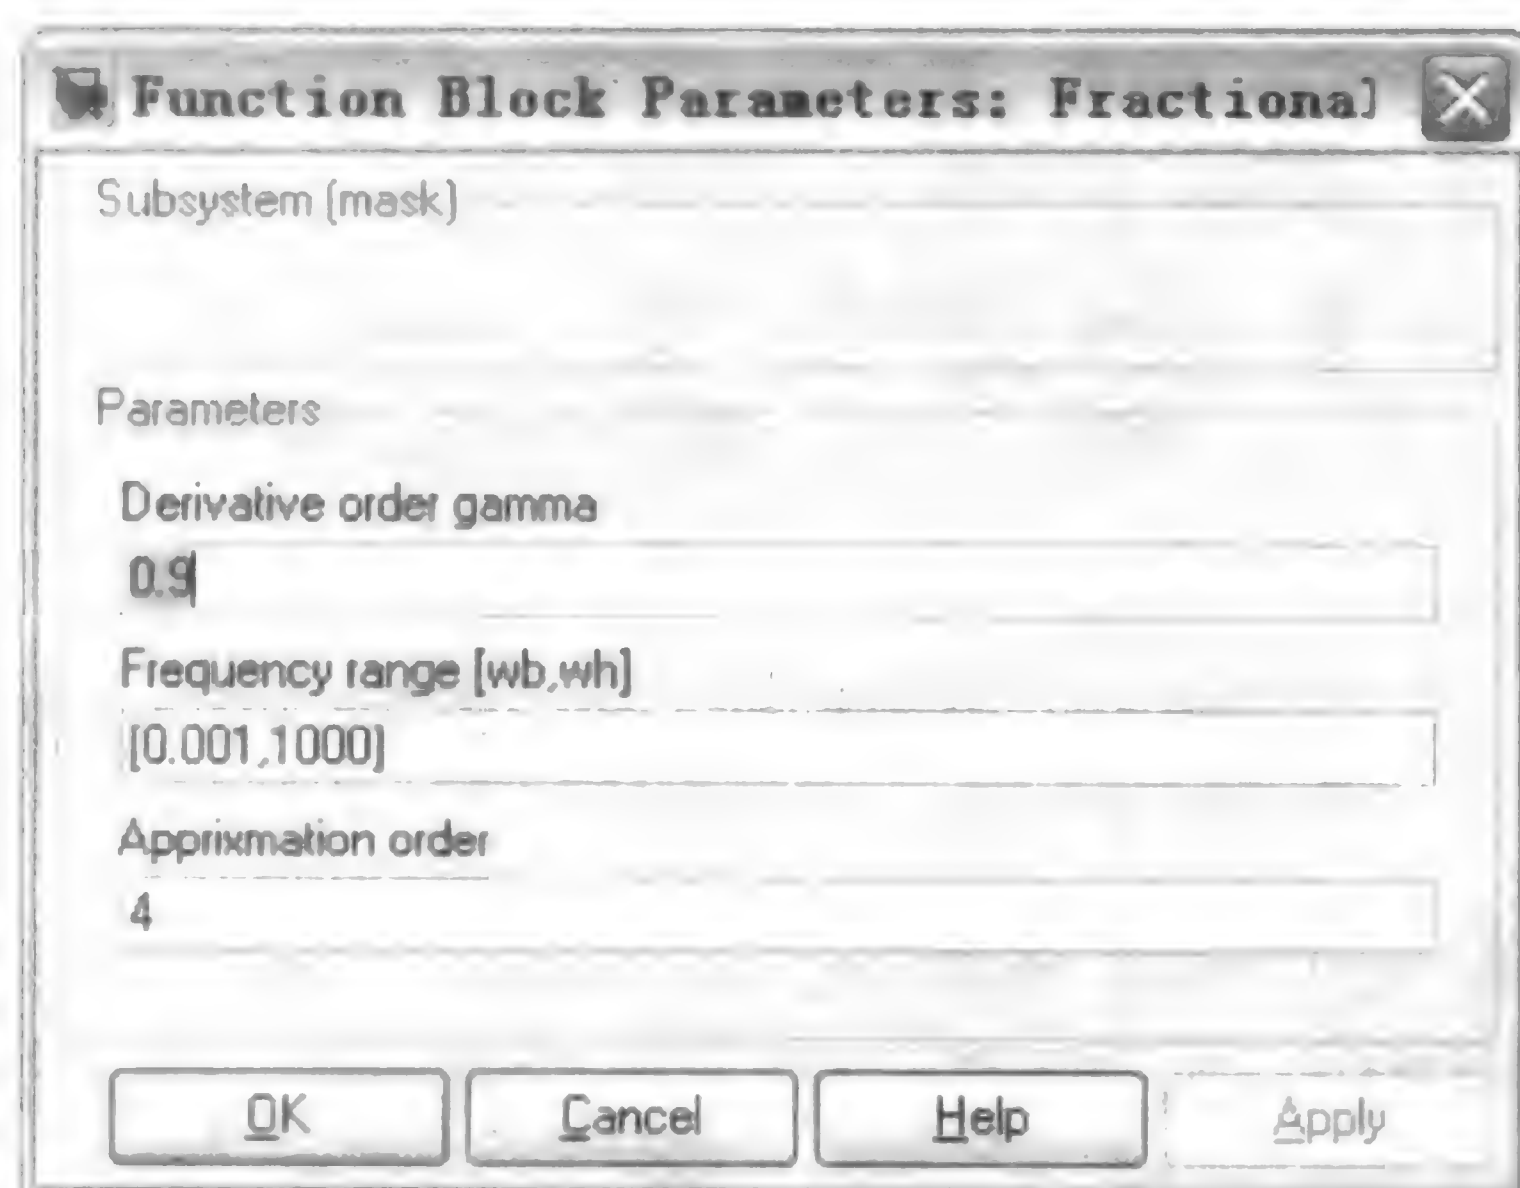 Function Block Parameters: Fractional
Subsystem (mask)
Parameters
Derivative order gamma
0.9
Frequency range [wb,wh]
[0.001,1000]
Apprixmation order
4
OK Cancel Help Apply